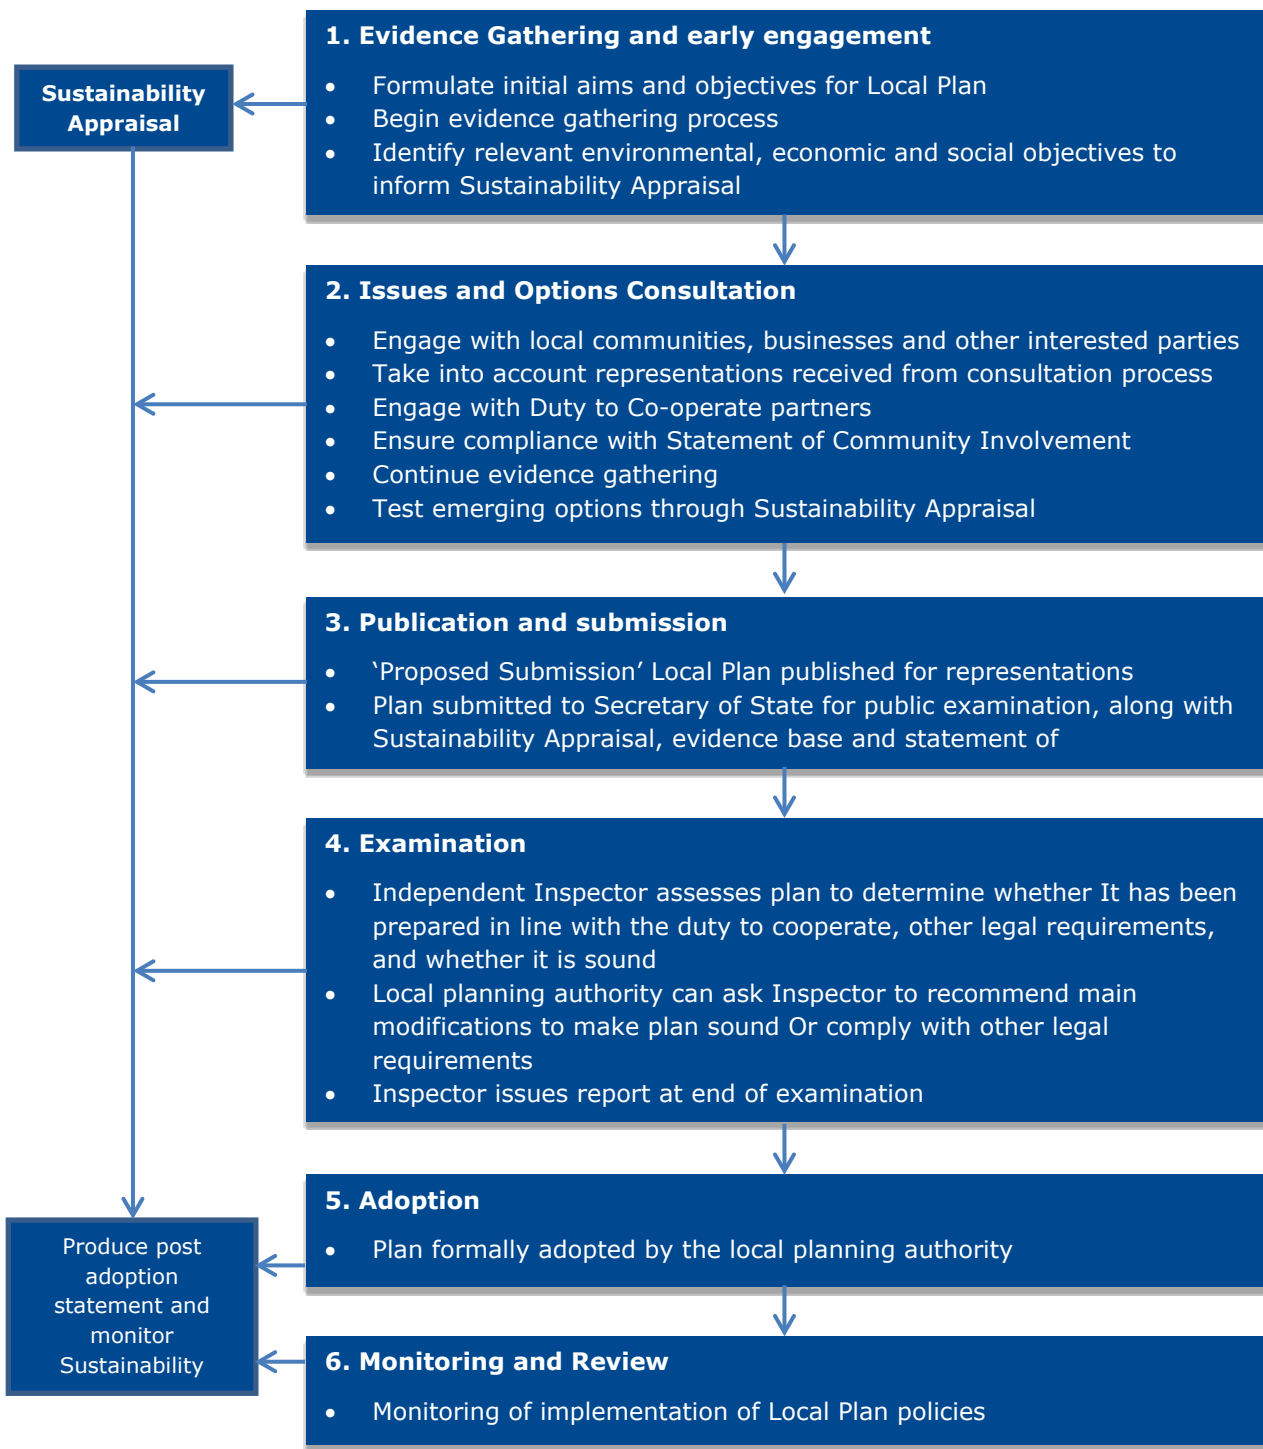 1. Evidence Gathering and early engagement
• Formulate initial aims and objectives for Local Plan
• Begin evidence gathering process
• Identify relevant environmental, economic and social objectives to
inform Sustainability Appraisal
Sustainability
Appraisal
2. Issues and Options Consultation
• Engage with local communities, businesses and other interested parties
• Take into account representations received from consultation process
• Engage with Duty to Co-operate partners
• Ensure compliance with Statement of Community Involvement
• Continue evidence gathering
• Test emerging options through Sustainability Appraisal
3. Publication and submission
• ‘Proposed Submission’ Local Plan published for representations
• Plan submitted to Secretary of State for public examination, along with
Sustainability Appraisal, evidence base and statement of
4. Examination
• Independent Inspector assesses plan to determine whether It has been
prepared in line with the duty to cooperate, other legal requirements,
and whether it is sound
• Local planning authority can ask Inspector to recommend main
modifications to make plan sound Or comply with other legal
requirements
• Inspector issues report at end of examination
5. Adoption
• Plan formally adopted by the local planning authority
Produce post
adoption
statement and
monitor
Sustainability
6. Monitoring and Review
• Monitoring of implementation of Local Plan policies